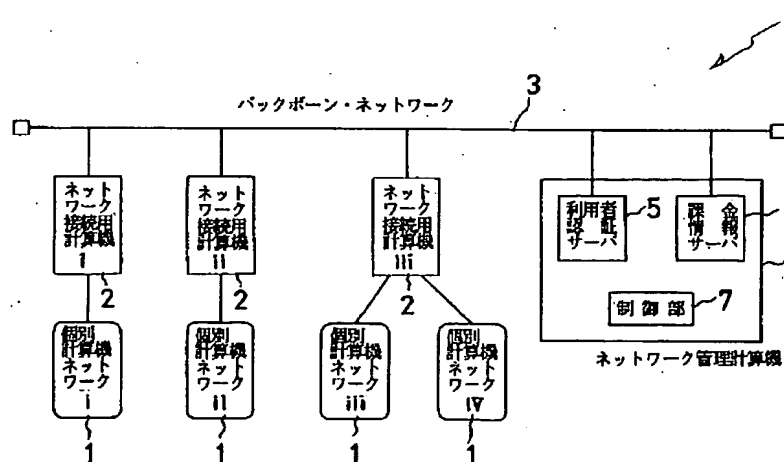 バックボーン・ネットワーク
3
ネットワーク
接続用
計算機
I
2
ネットワーク
接続用
計算機
II
2
ネットワーク
接続用
計算機
III
2
利用者
認証
サーバ
5
課金
情報
サーバ
制御部
7
ネットワーク管理計算機
個別
計算機
ネットワーク
i
1
個別
計算機
ネットワーク
ii
1
個別
計算機
ネットワーク
iii
1
個別
計算機
ネットワーク
iv
1